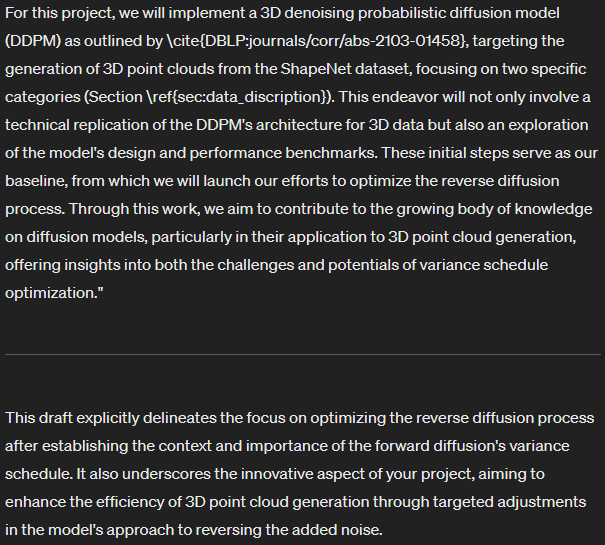 For this project, we will implement a 3D denoising probabilistic diffusion model
(DDPM) as outlined by \cite{DBLP:journals/corr/abs-2103-01458}, targeting the
generation of 3D point clouds from the ShapeNet dataset, focusing on two specific
categories (Section \ref{sec:data_discription}). This endeavor will not only involve a
technical replication of the DDPM's architecture for 3D data but also an exploration
of the model's design and performance benchmarks. These initial steps serve as our
baseline, from which we will launch our efforts to optimize the reverse diffusion
process. Through this work, we aim to contribute to the growing body of knowledge
on diffusion models, particularly in their application to 3D point cloud generation,
offering insights into both the challenges and potentials of variance schedule
optimization."
This draft explicitly delineates the focus on optimizing the reverse diffusion process
after establishing the context and importance of the forward diffusion's variance
schedule. It also underscores the innovative aspect of your project, aiming to
enhance the efficiency of 3D point cloud generation through targeted adjustments
in the model's approach to reversing the added noise.